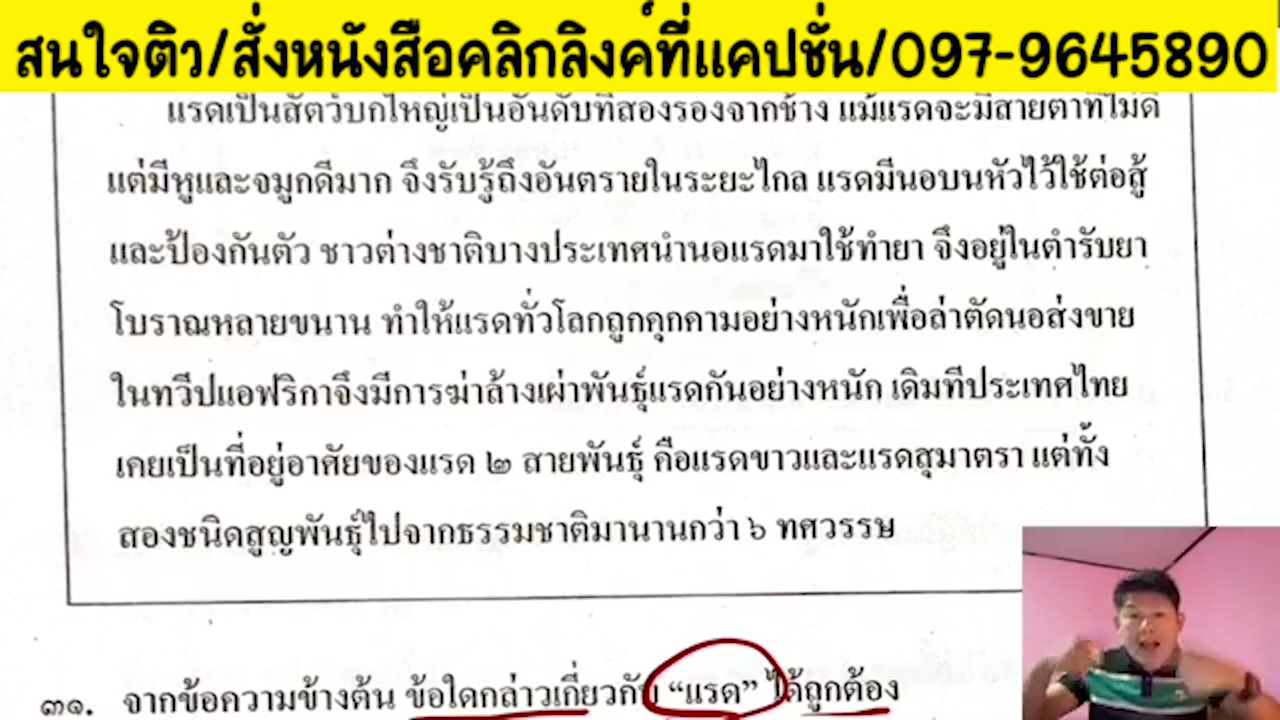 สนใจติว/สั่งหนังสือคลิกลิงค์ที่แคปชั่น/097-9645890
แรดเป็นสัตว์บกใหญ่เป็นอันดับที่สองรองจากช้าง แม้แรดจะมีสายตาที่ไม่ดี
แต่มีหูและจมูกดีมาก จึงรับรู้ถึงอันตรายในระยะไกล แรดมีนอบนหัวไว้ใช้ต่อสู้
และป้องกันตัว ชาวต่างชาติบางประเทศนำนอแรดมาใช้ทำยา จึงอยู่ในตำรับยา
โบราณหลายขนาน ทำให้แรดทั่วโลกถูกคุกคามอย่างหนักเพื่อล่าตัดนอส่งขาย
ในทวีปแอฟริกาจึงมีการฆ่าล้างเผ่าพันธุ์แรดกันอย่างหนัก เดิมทีประเทศไทย
เคยเป็นที่อยู่อาศัยของแรด ๒ สายพันธุ์ คือแรดขาวและแรดสุมาตรา แต่ทั้ง
สองชนิดสูญพันธุ์ไปจากธรรมชาติมานานกว่า ๖ ทศวรรษ
๓๑. จากข้อความข้างต้น ข้อใดกล่าวเกี่ยวกับ “แรด” ได้ถูกต้อง